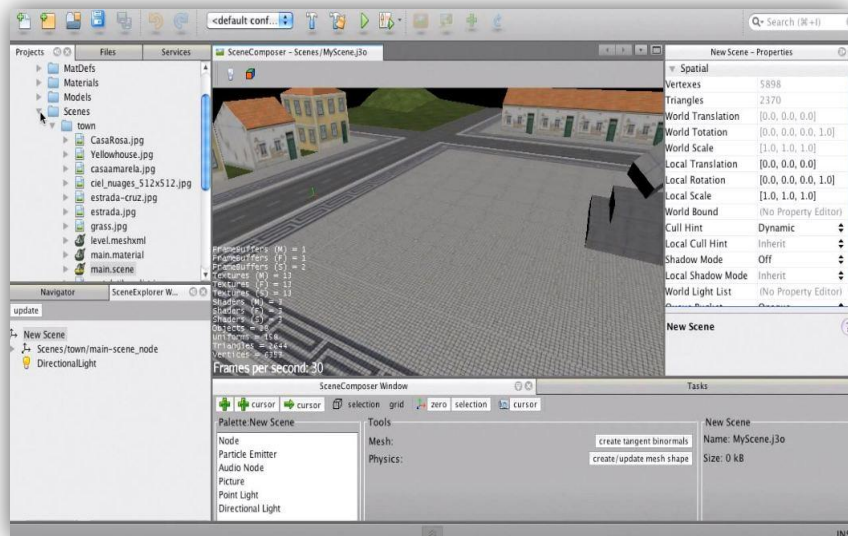 <default conf...
Search (⌘+I)
Projects
Files
Services
MatDefs
Materials
Models
Scenes
town
CasaRosa.jpg
Yellowhouse.jpg
casaamarela.jpg
ciel_nuages_512x512.jpg
estrada-cruz.jpg
estrada.jpg
grass.jpg
level.meshxml
main.material
main.scene
Navigator
SceneExplorer W...
update
New Scene
Scenes/town/main-scene_node
DirectionalLight
SceneComposer - Scenes/MyScene.j3o
FrameBuffers (M) = 1
FrameBuffers (F) = 1
FrameBuffers (S) = 2
Textures (M) = 13
Textures (F) = 13
Textures (S) = 13
Shaders (M) = 3
Shaders (F) = 3
Shaders (S) =
Objects =
Uniforms =
Triangles = 2644
Vertices = 6357
Frames per second: 30
New Scene - Properties
Spatial
Vertexes 5898
Triangles 2370
World Translation [0.0, 0.0, 0.0]
World Totation [0.0, 0.0, 0.0, 1.0]
World Scale [1.0, 1.0, 1.0]
Local Translation [0.0, 0.0, 0.0]
Local Rotation [0.0, 0.0, 0.0, 1.0]
Local Scale [1.0, 1.0, 1.0]
World Bound (No Property Editor)
Cull Hint Dynamic
Local Cull Hint Inherit
Shadow Mode Off
Local Shadow Mode Inherit
World Light List (No Property Editor)
New Scene
SceneComposer Window
Tasks
cursor
cursor
selection
grid
zero
selection
cursor
Palette:New Scene
Node
Particle Emitter
Audio Node
Picture
Point Light
Directional Light
Tools
Mesh: create tangent binormals
Physics: create/update mesh shape
New Scene
Name: MyScene.j3o
Size: 0 kB